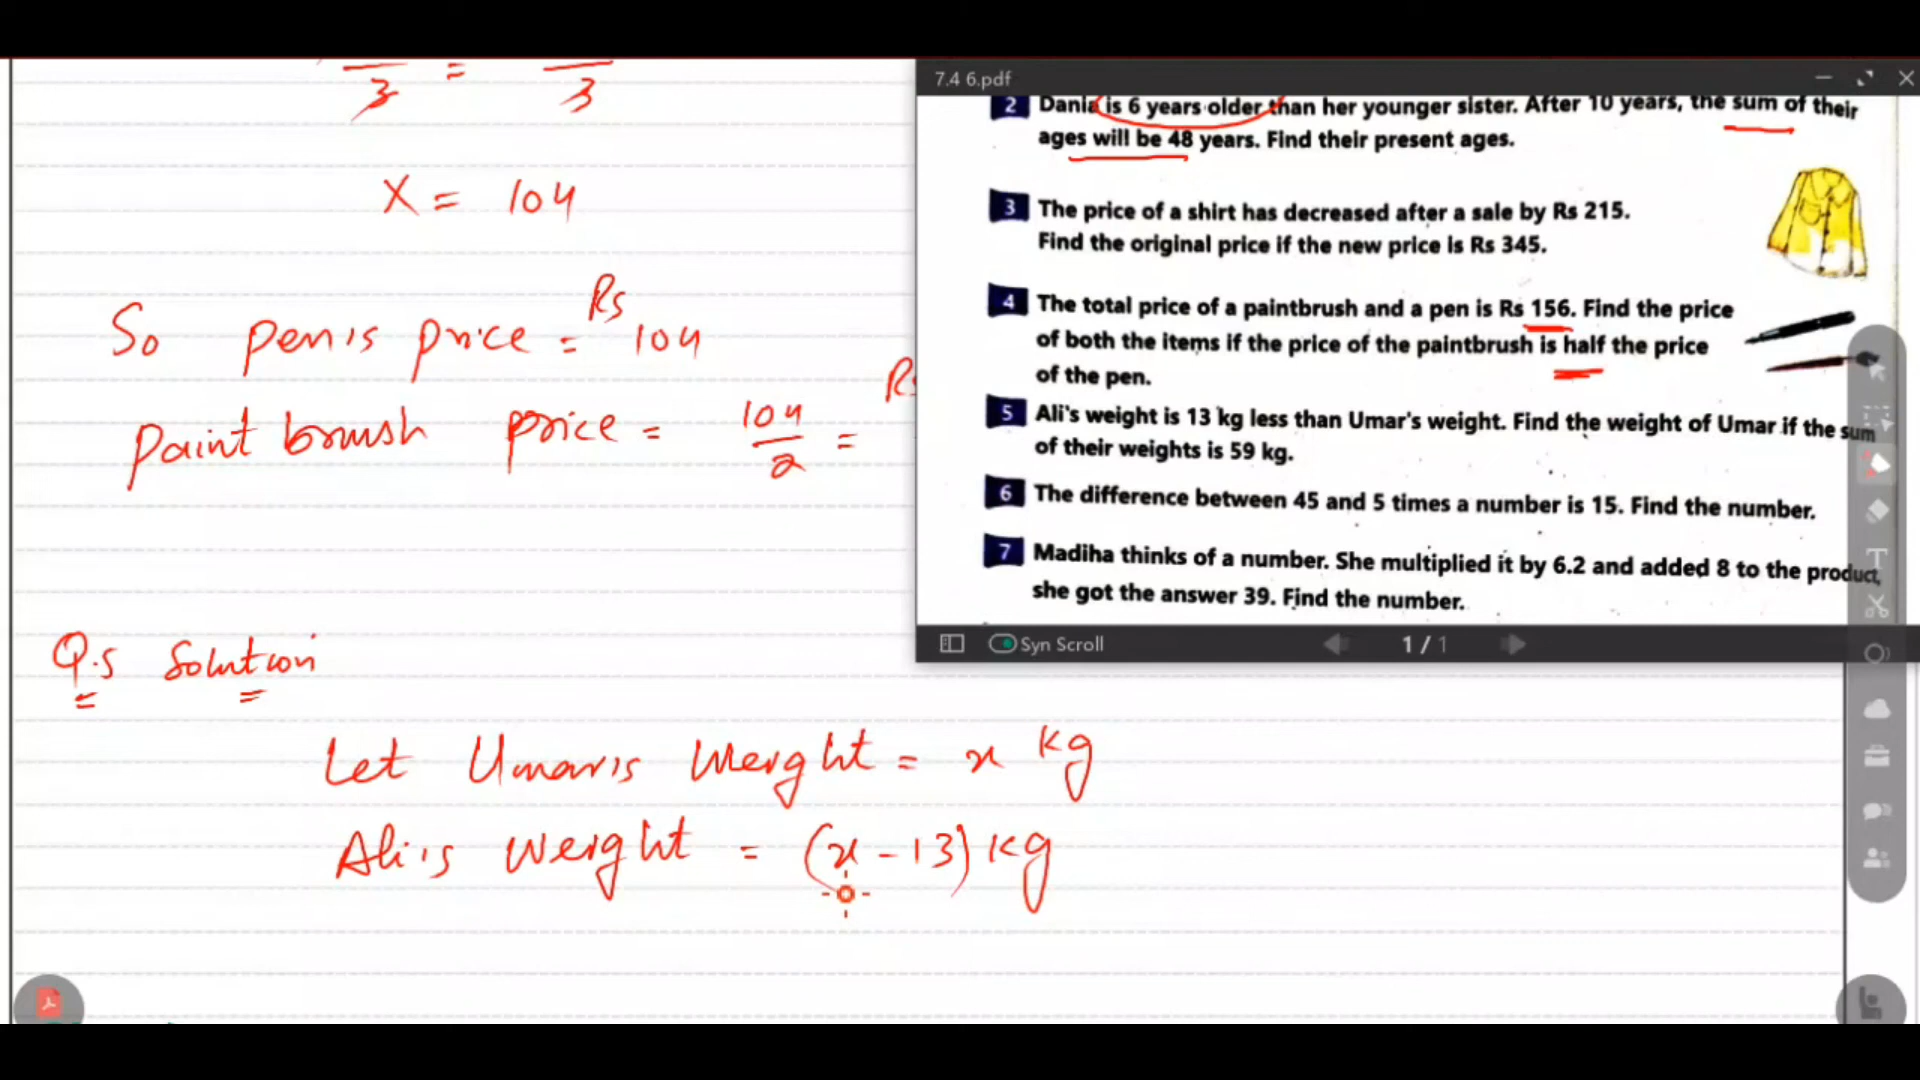 3 = 3
X = 104
So pen's price = Rs 104
paint brush price = 104/2 = Rs
Q.5 Solution
Let Umar's Weight = x kg
Ali's Weight = (x - 13) kg
7.4 6.pdf
2 Dania is 6 years older than her younger sister. After 10 years, the sum of their
ages will be 48 years. Find their present ages.
3 The price of a shirt has decreased after a sale by Rs 215.
Find the original price if the new price is Rs 345.
4 The total price of a paintbrush and a pen is Rs 156. Find the price
of both the items if the price of the paintbrush is half the price
of the pen.
5 Ali's weight is 13 kg less than Umar's weight. Find the weight of Umar if the sum
of their weights is 59 kg.
6 The difference between 45 and 5 times a number is 15. Find the number.
7 Madiha thinks of a number. She multiplied it by 6.2 and added 8 to the product,
she got the answer 39. Find the number.
Syn Scroll
1 / 1